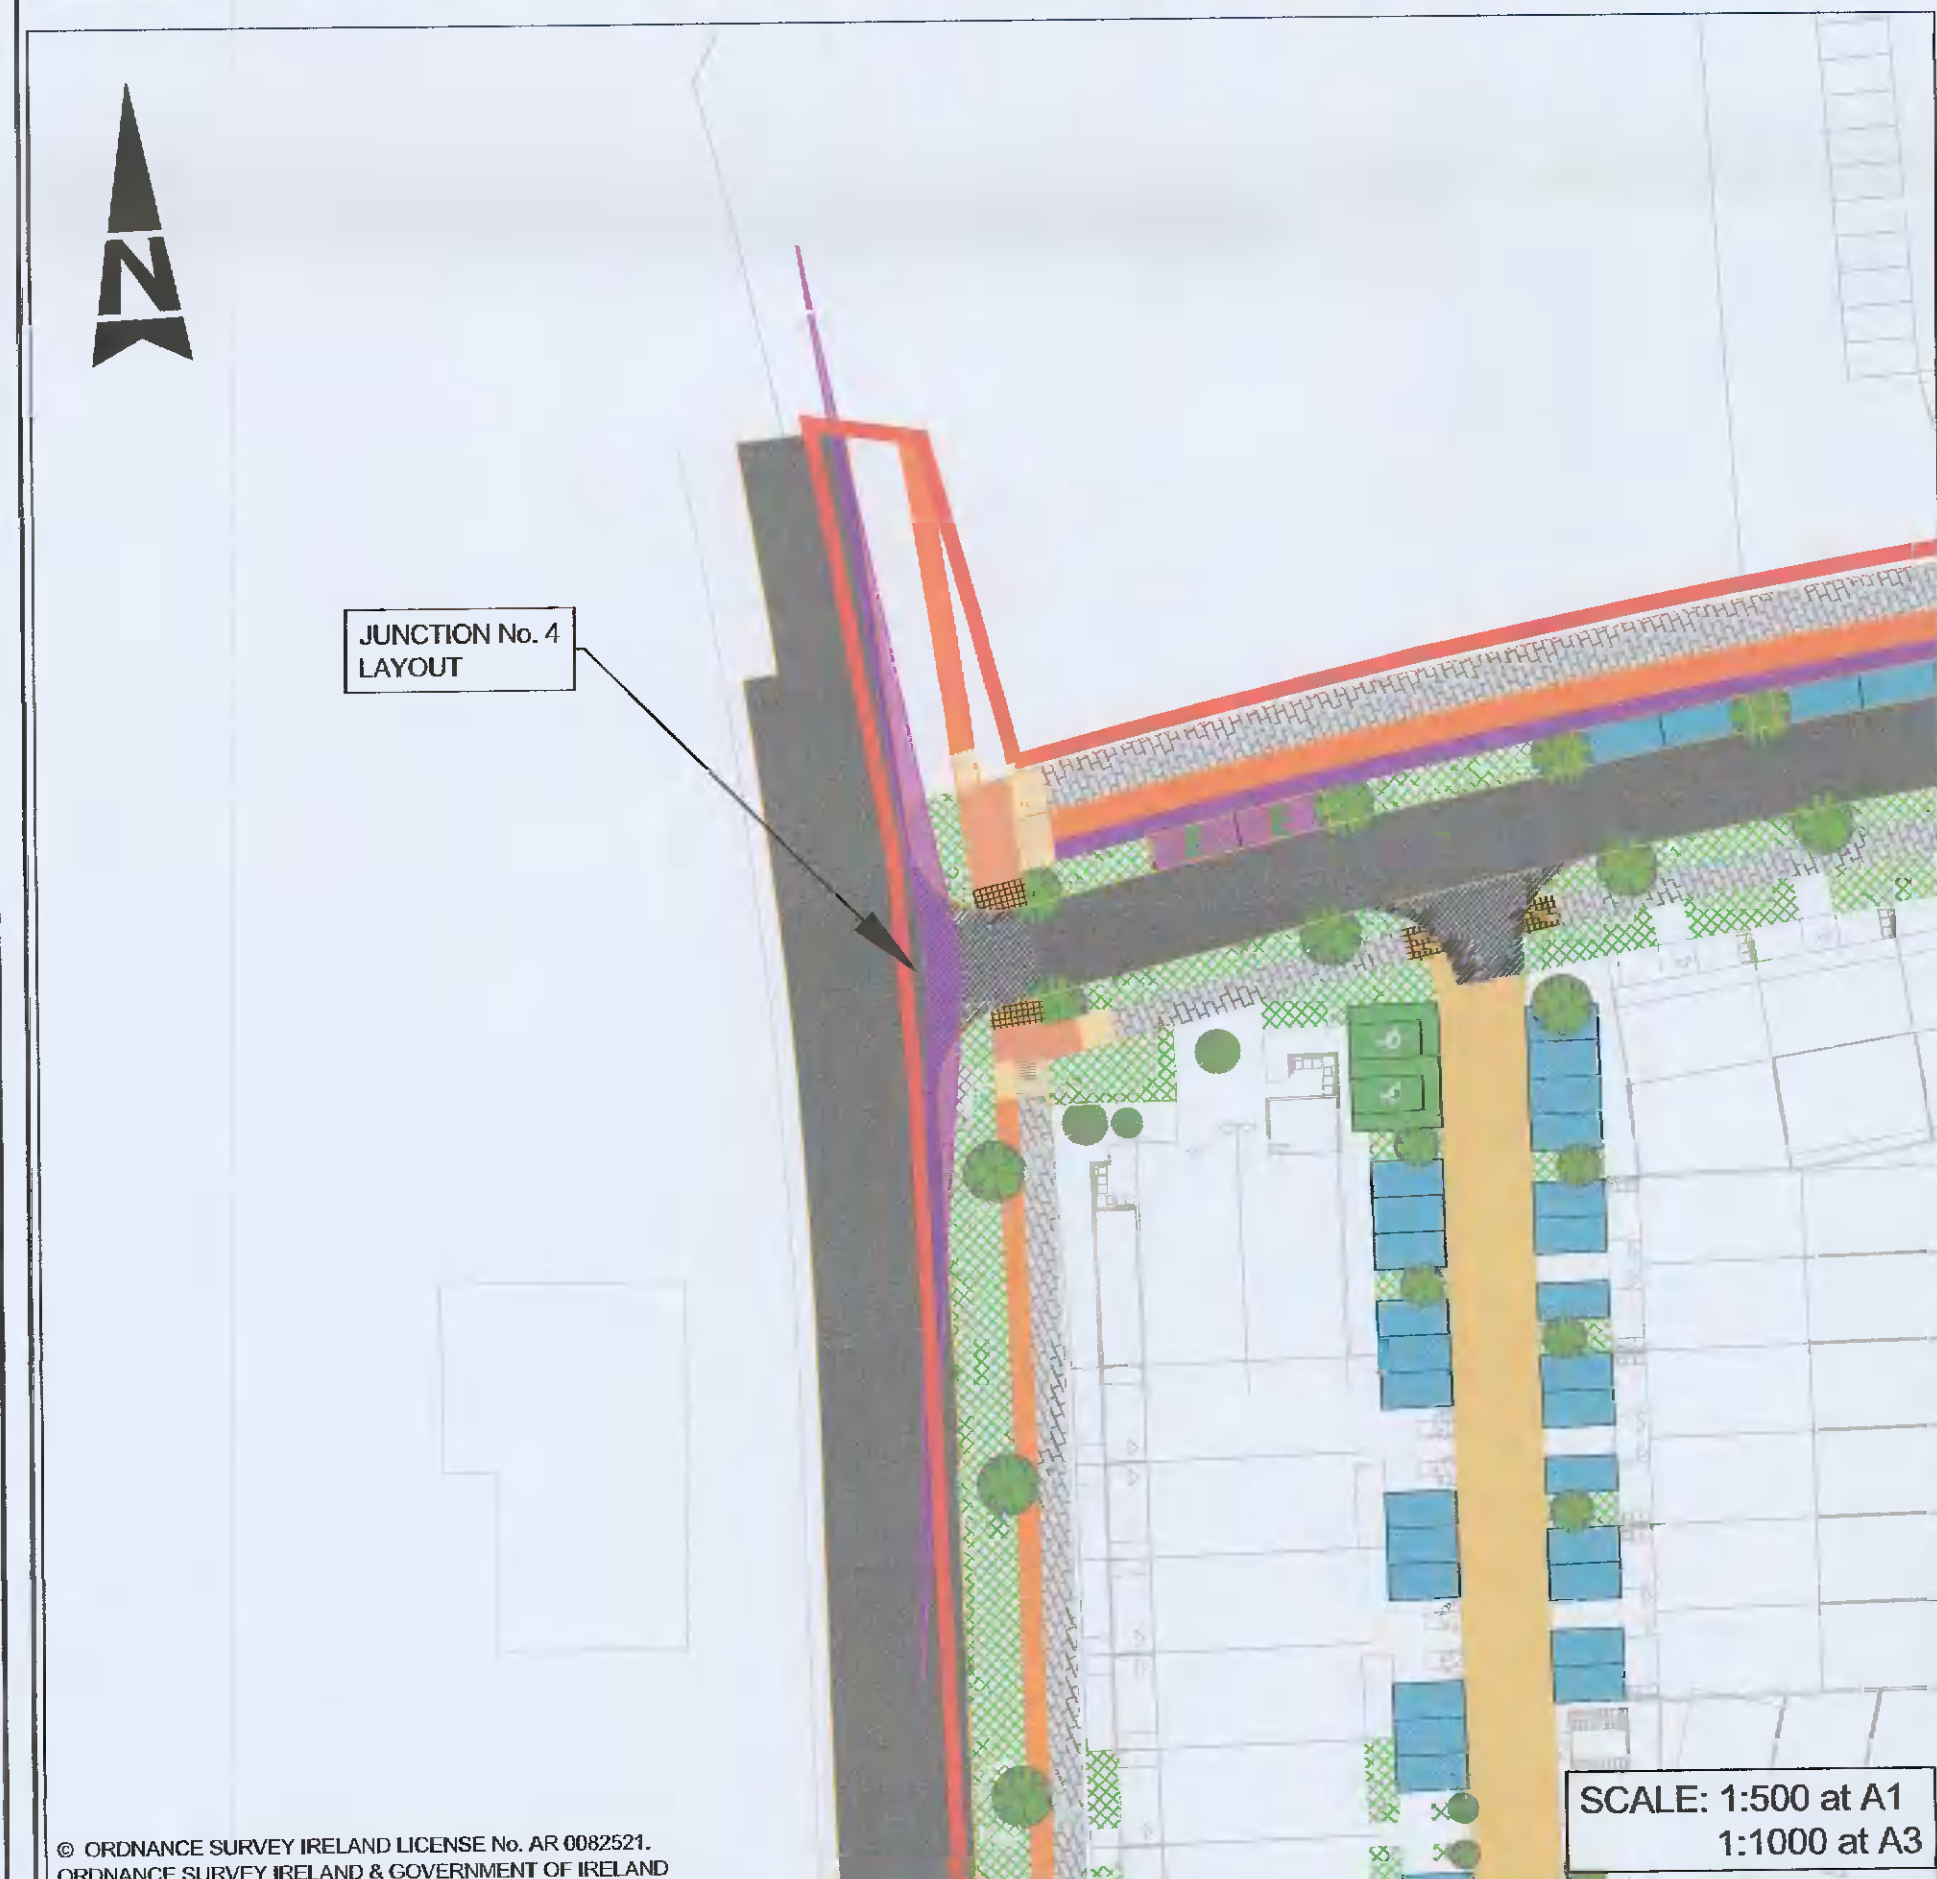 N
JUNCTION No. 4
LAYOUT
SCALE: 1:500 at A1
1:1000 at A3
© ORDNANCE SURVEY IRELAND LICENSE No. AR 0082521.
ORDNANCE SURVEY IRELAND & GOVERNMENT OF IRELAND